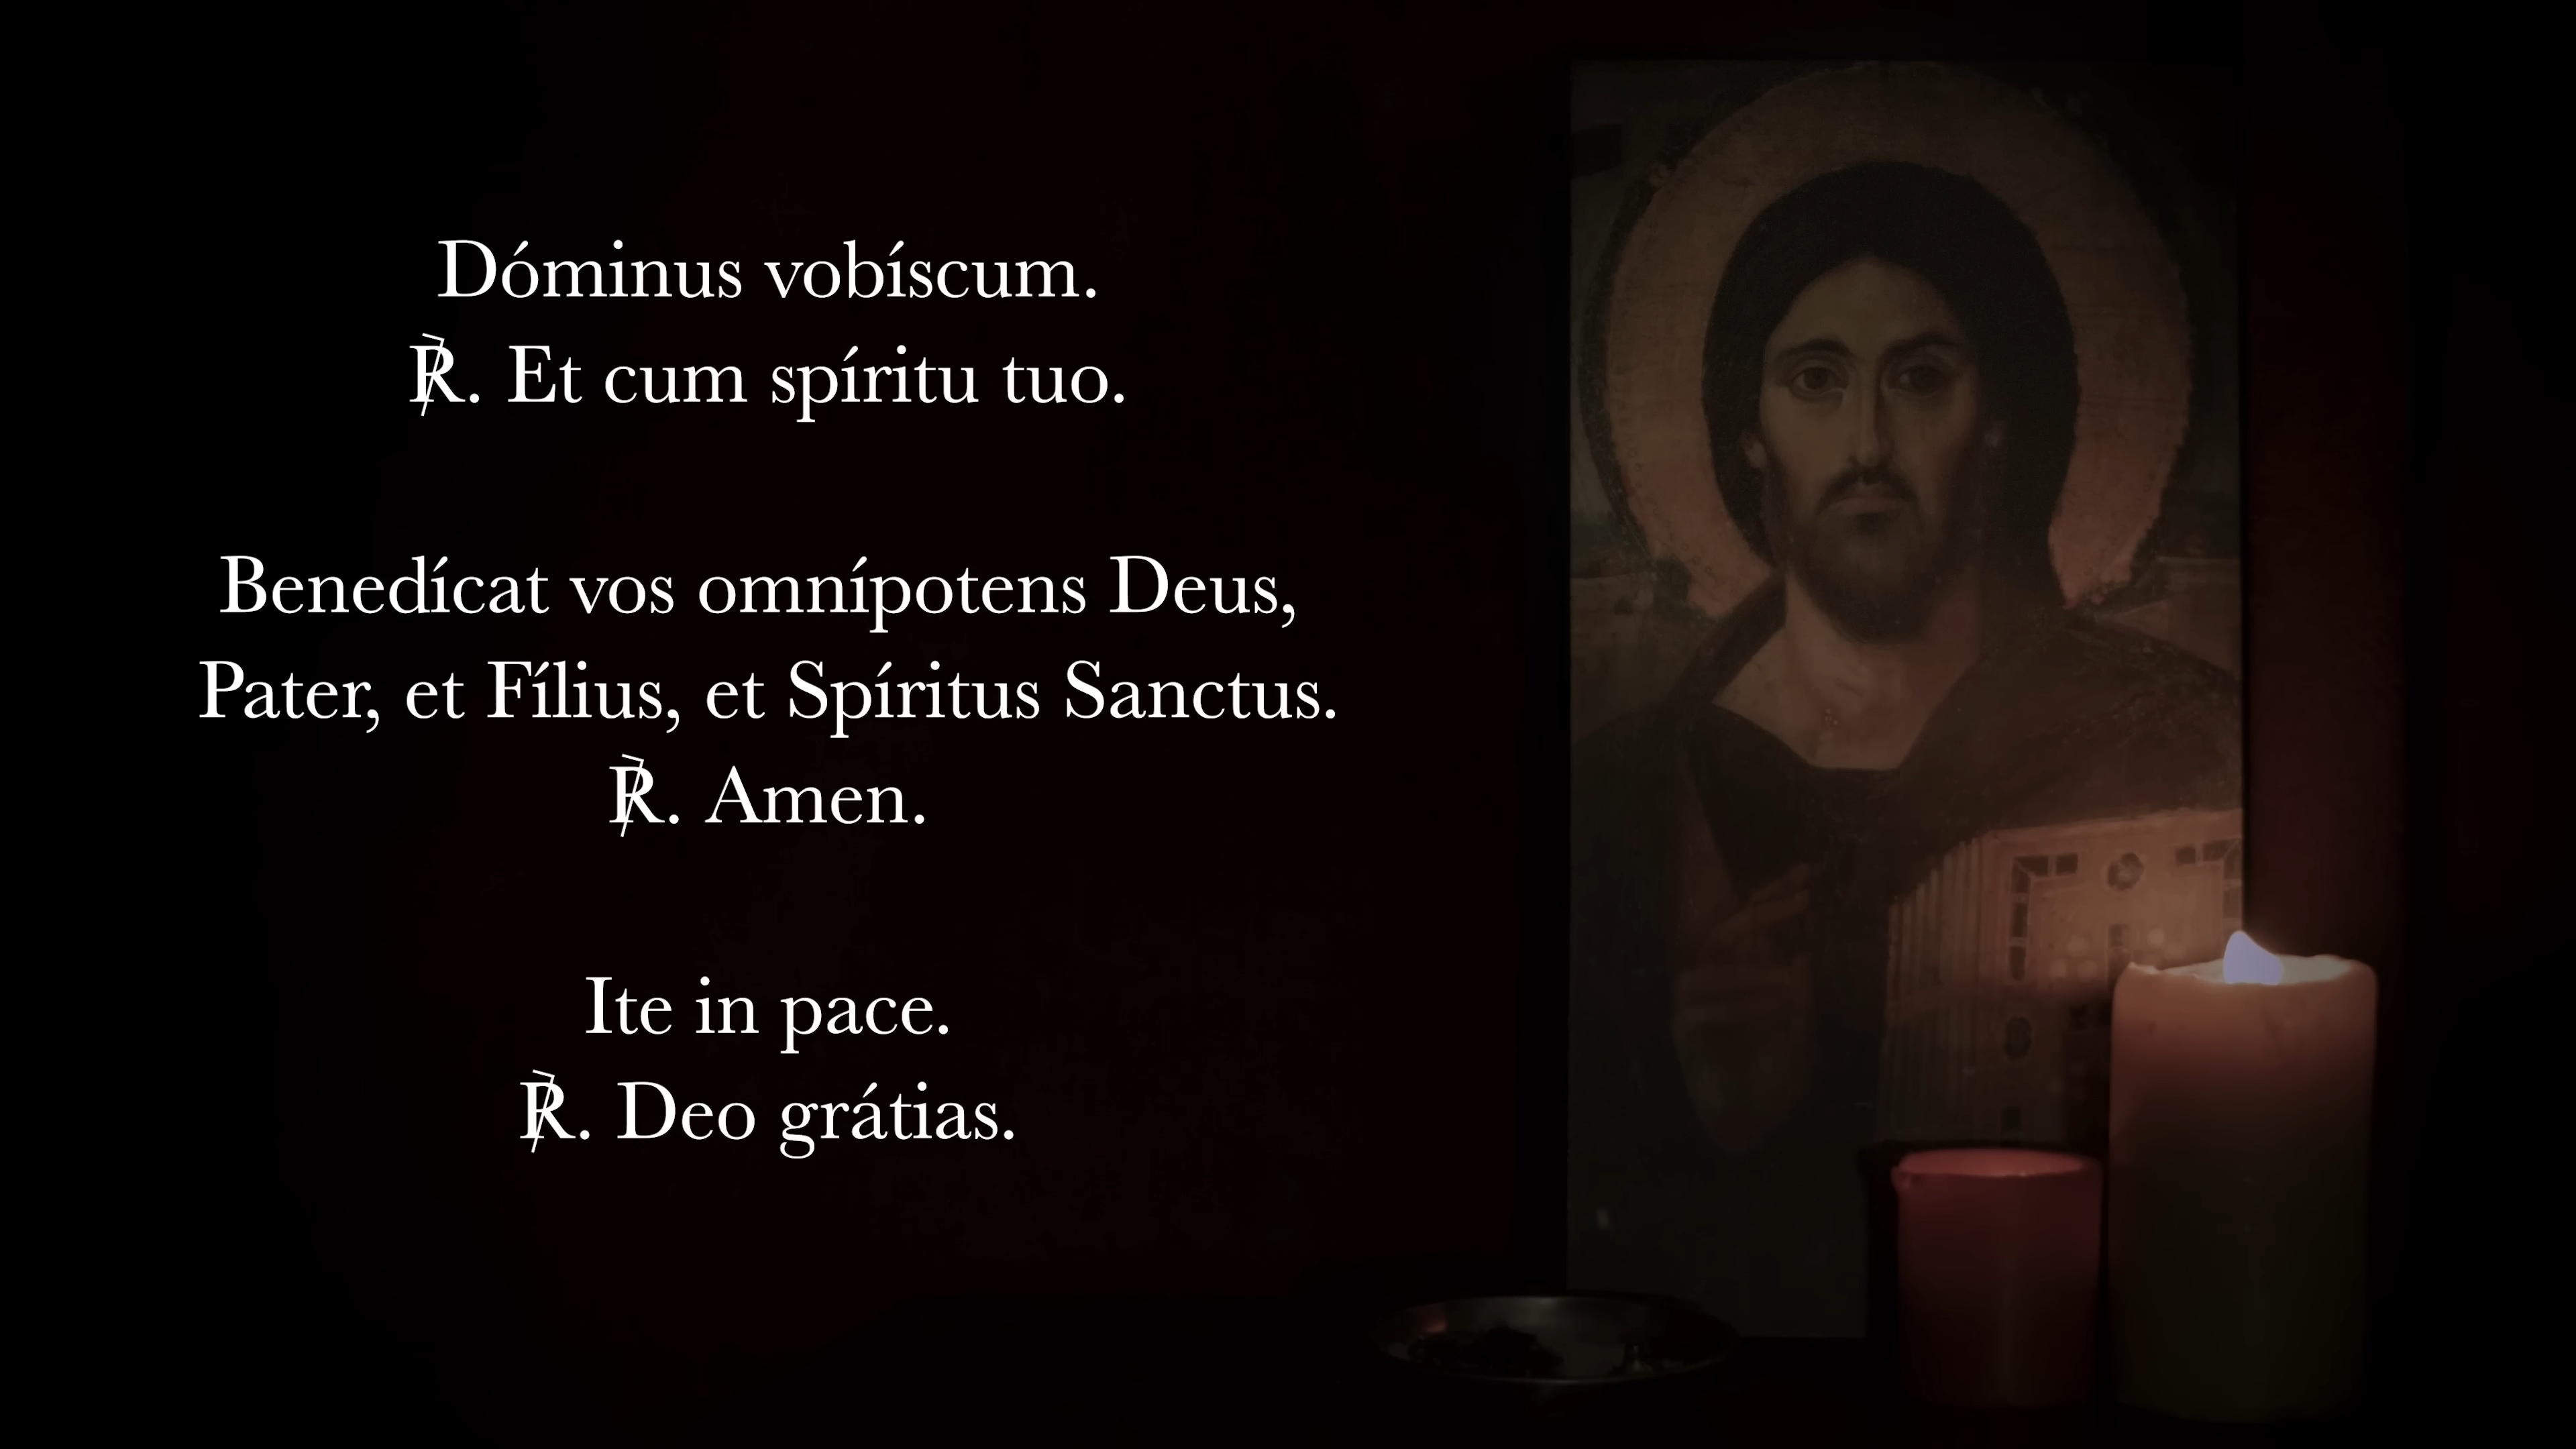 Dóminus vobíscum.
℟. Et cum spíritu tuo.
Benedícat vos omnípotens Deus,
Pater, et Fílius, et Spíritus Sanctus.
℟. Amen.
Ite in pace.
℟. Deo grátias.